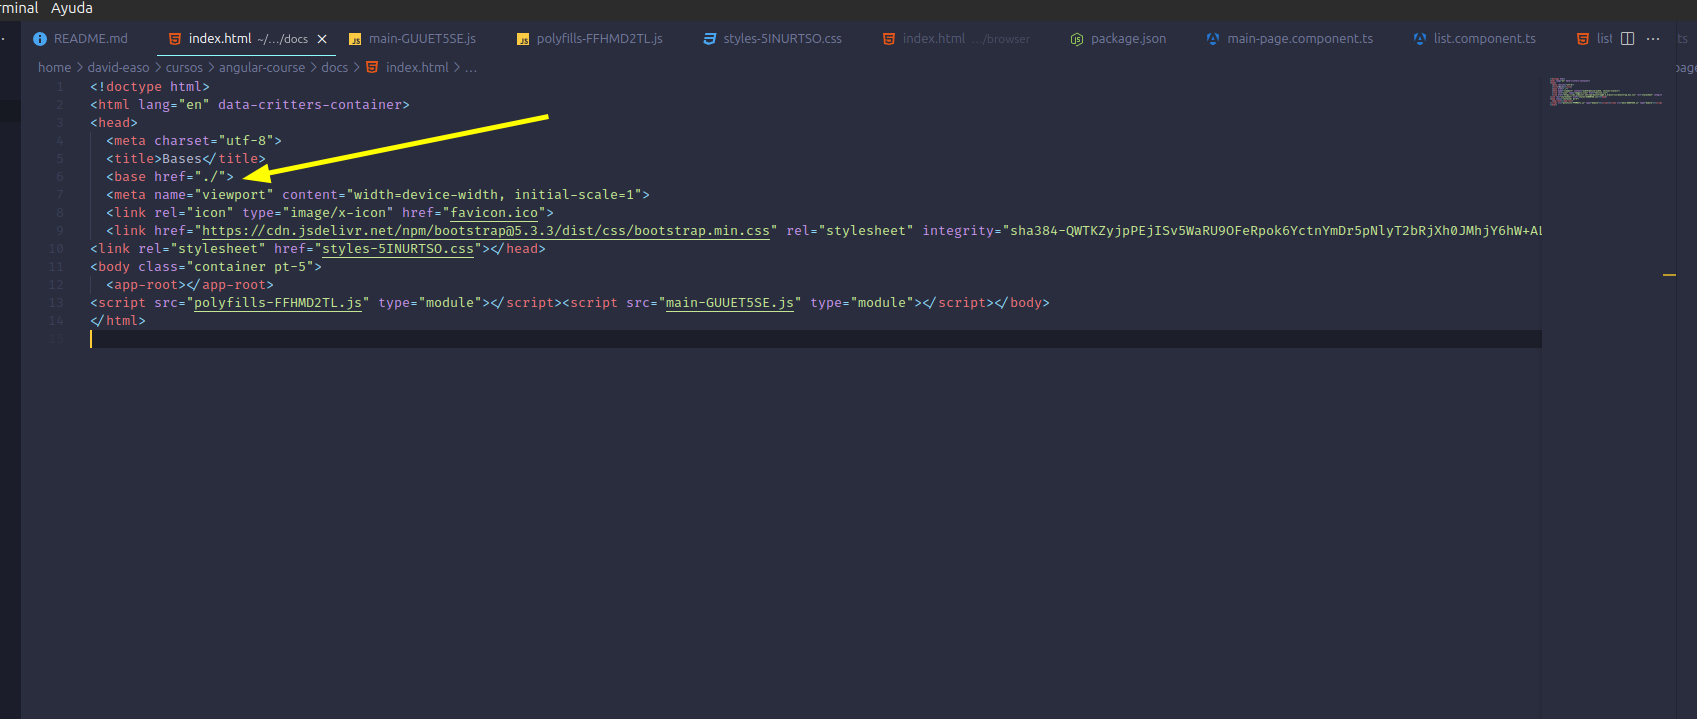 rminal Ayuda
README.md index.html ~/.../docs main-GUUET5SE.js polyfills-FFHMD2TL.js styles-5INURTSO.css index.html .../browser package.json main-page.component.ts list.component.ts lis ... ts
home > david-easo > cursos > angular-course > docs > index.html > ...
1 <!doctype html>
2 <html lang="en" data-critters-container>
3 <head>
4 <meta charset="utf-8">
5 <title>Bases</title>
6 <base href="./">
7 <meta name="viewport" content="width=device-width, initial-scale=1">
8 <link rel="icon" type="image/x-icon" href="favicon.ico">
9 <link href="https://cdn.jsdelivr.net/npm/bootstrap@5.3.3/dist/css/bootstrap.min.css" rel="stylesheet" integrity="sha384-QWTKZyjpPEjISv5WaRU9OFeRpok6YctnYmDr5pNlyT2bRjXh0JMhjY6hW+AL
10 <link rel="stylesheet" href="styles-5INURTSO.css"></head>
11 <body class="container pt-5">
12 <app-root></app-root>
13 <script src="polyfills-FFHMD2TL.js" type="module"></script><script src="main-GUUET5SE.js" type="module"></script></body>
14 </html>
15